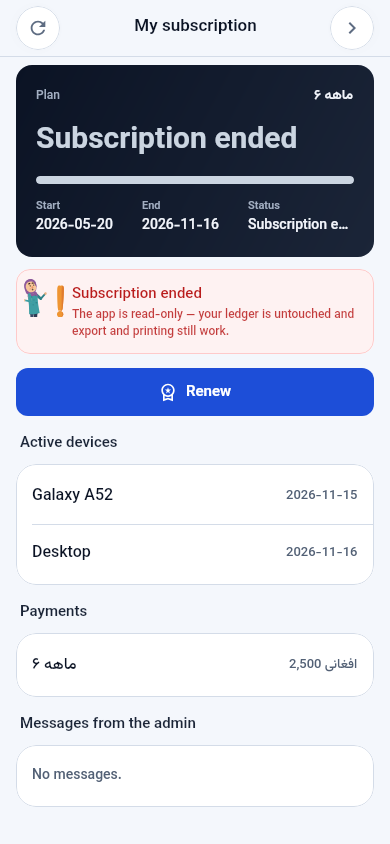 My subscription
Plan
۶ ماهه
Subscription ended
Start
End
Status
2026-05-20
2026-11-16
Subscription e...
Subscription ended
The app is read-only — your ledger is untouched and
export and printing still work.
Renew
Active devices
Galaxy A52
2026-11-15
Desktop
2026-11-16
Payments
۶ ماهه
2,500 افغانی
Messages from the admin
No messages.